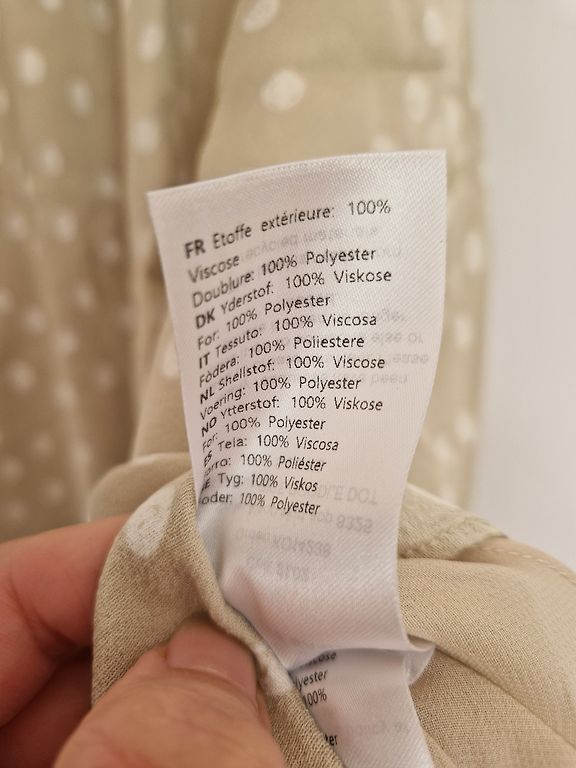 FR Etoffe extérieure: 100%
Viscose
Doublure: 100% Polyester
DK Yderstof: 100% Viskose
For: 100% Polyester
IT Tessuto: 100% Viscosa
Fodera: 100% Poliestere
NL Shellstof: 100% Viscose
Voering: 100% Polyester
NO Ytterstof: 100% Viskose
For: 100% Polyester
ES Tela: 100% Viscosa
100% Poliéster
Tyg: 100% Viskos
100% Polyester
100%